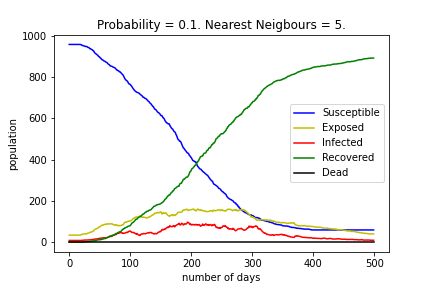 Probability = 0.1. Nearest Neigbours = 5.
1000
800
600
400
200
0
population
Susceptible
Exposed
Infected
Recovered
Dead
0 100 200 300 400 500
number of days